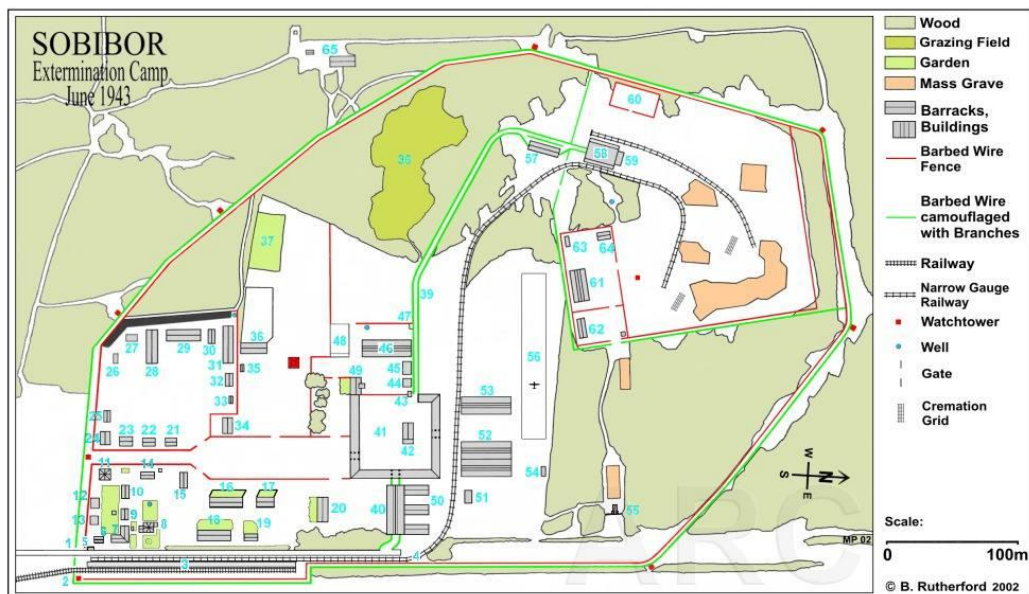 SOBIBOR
Extermination Camp
June 1943
65
60
57
58
59
38
37
63
64
61
62
39
47
48
46
45
44
43
49
36
35
27
26
28
29
30
31
32
33
34
25
24
23
22
21
56
53
52
54
51
50
55
41
42
40
11
14
15
12
13
10
9
8
7
6
5
16
17
18
19
20
1
2
3
4
Wood
Grazing Field
Garden
Mass Grave
Barracks,
Buildings
Barbed Wire
Fence
Barbed Wire
camouflaged
with Branches
Railway
Narrow Gauge
Railway
Watchtower
Well
Gate
Cremation
Grid
W
S
N
E
ARC
Scale:
MP 02
0 100m
© B. Rutherford 2002